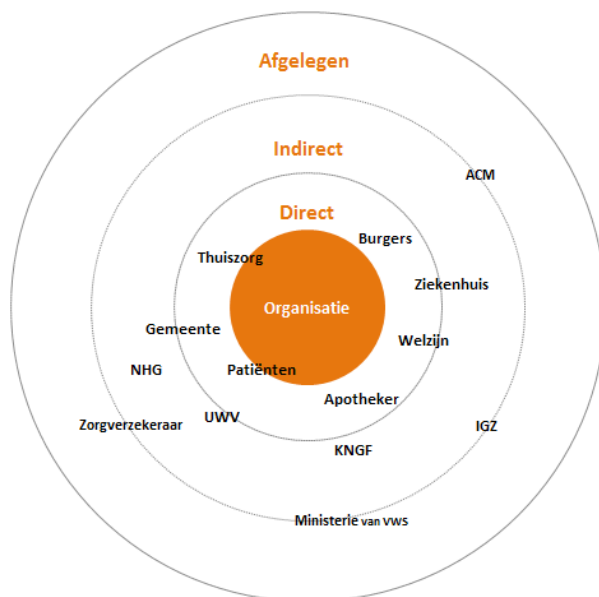 Afgelegen
Indirect
ACM
Direct
Burgers
Thuiszorg
Ziekenhuis
Organisatie
Gemeente
Welzijn
NHG
Patiënten
Apotheker
UWV
Zorgverzekeraar
IGZ
KNGF
Ministerie van VWS